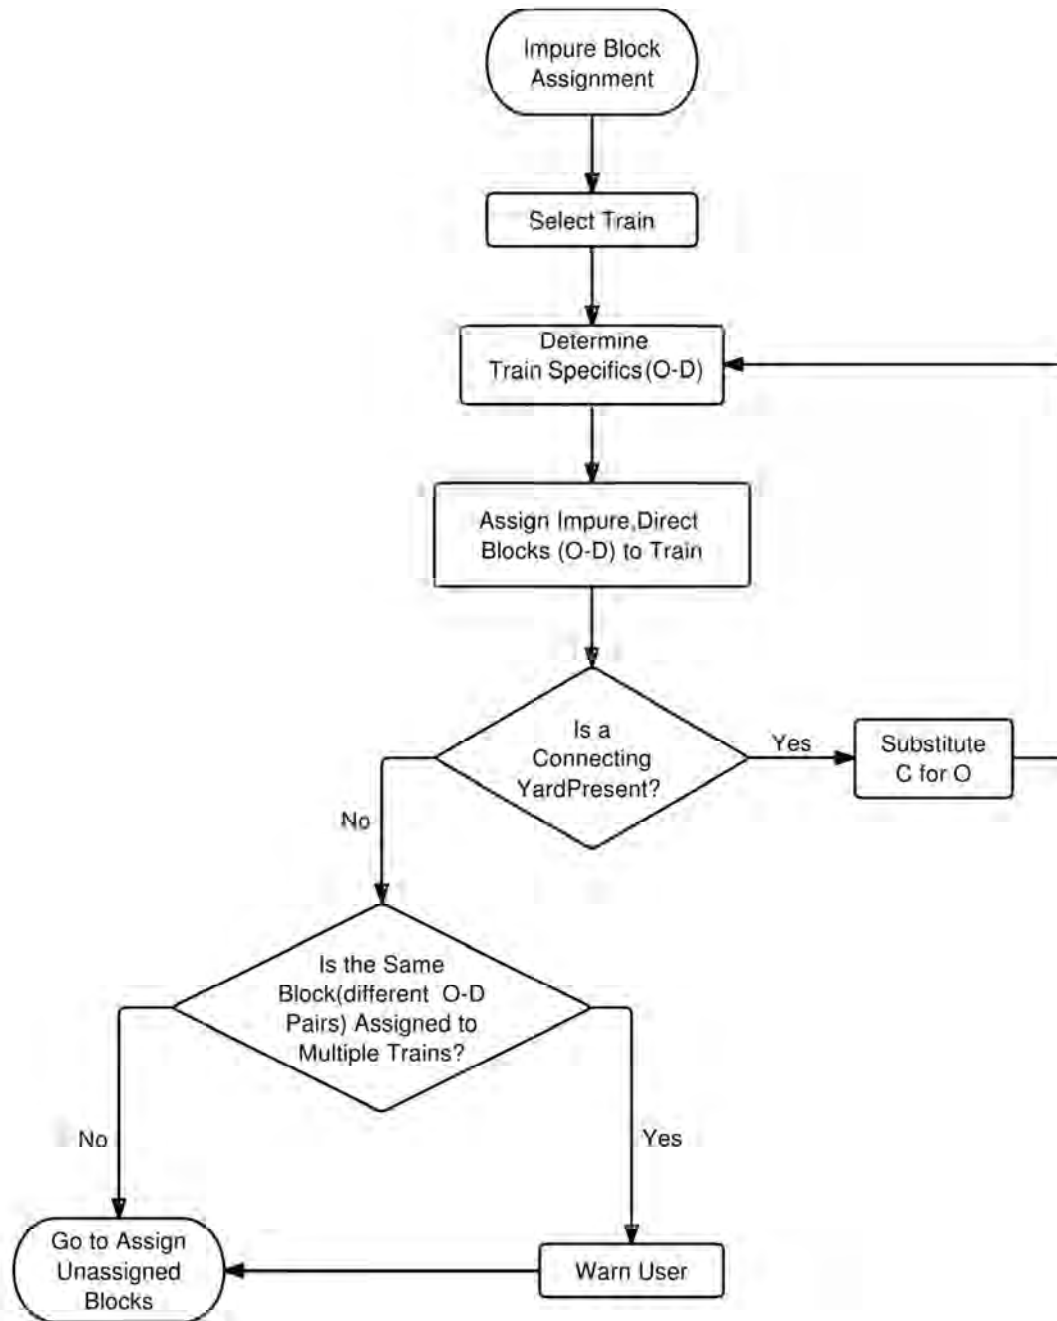 Impure Block
Assignment
Select Train
Determine
Train Specifics(O-D)
Assign Impure,Direct
Blocks (O-D) to Train
Is a
Connecting
YardPresent?
Yes
Substitute
C for O
No
Is the Same
Block(different O-D
Pairs) Assigned to
Multiple Trains?
No
Yes
Go to Assign
Unassigned
Blocks
Warn User